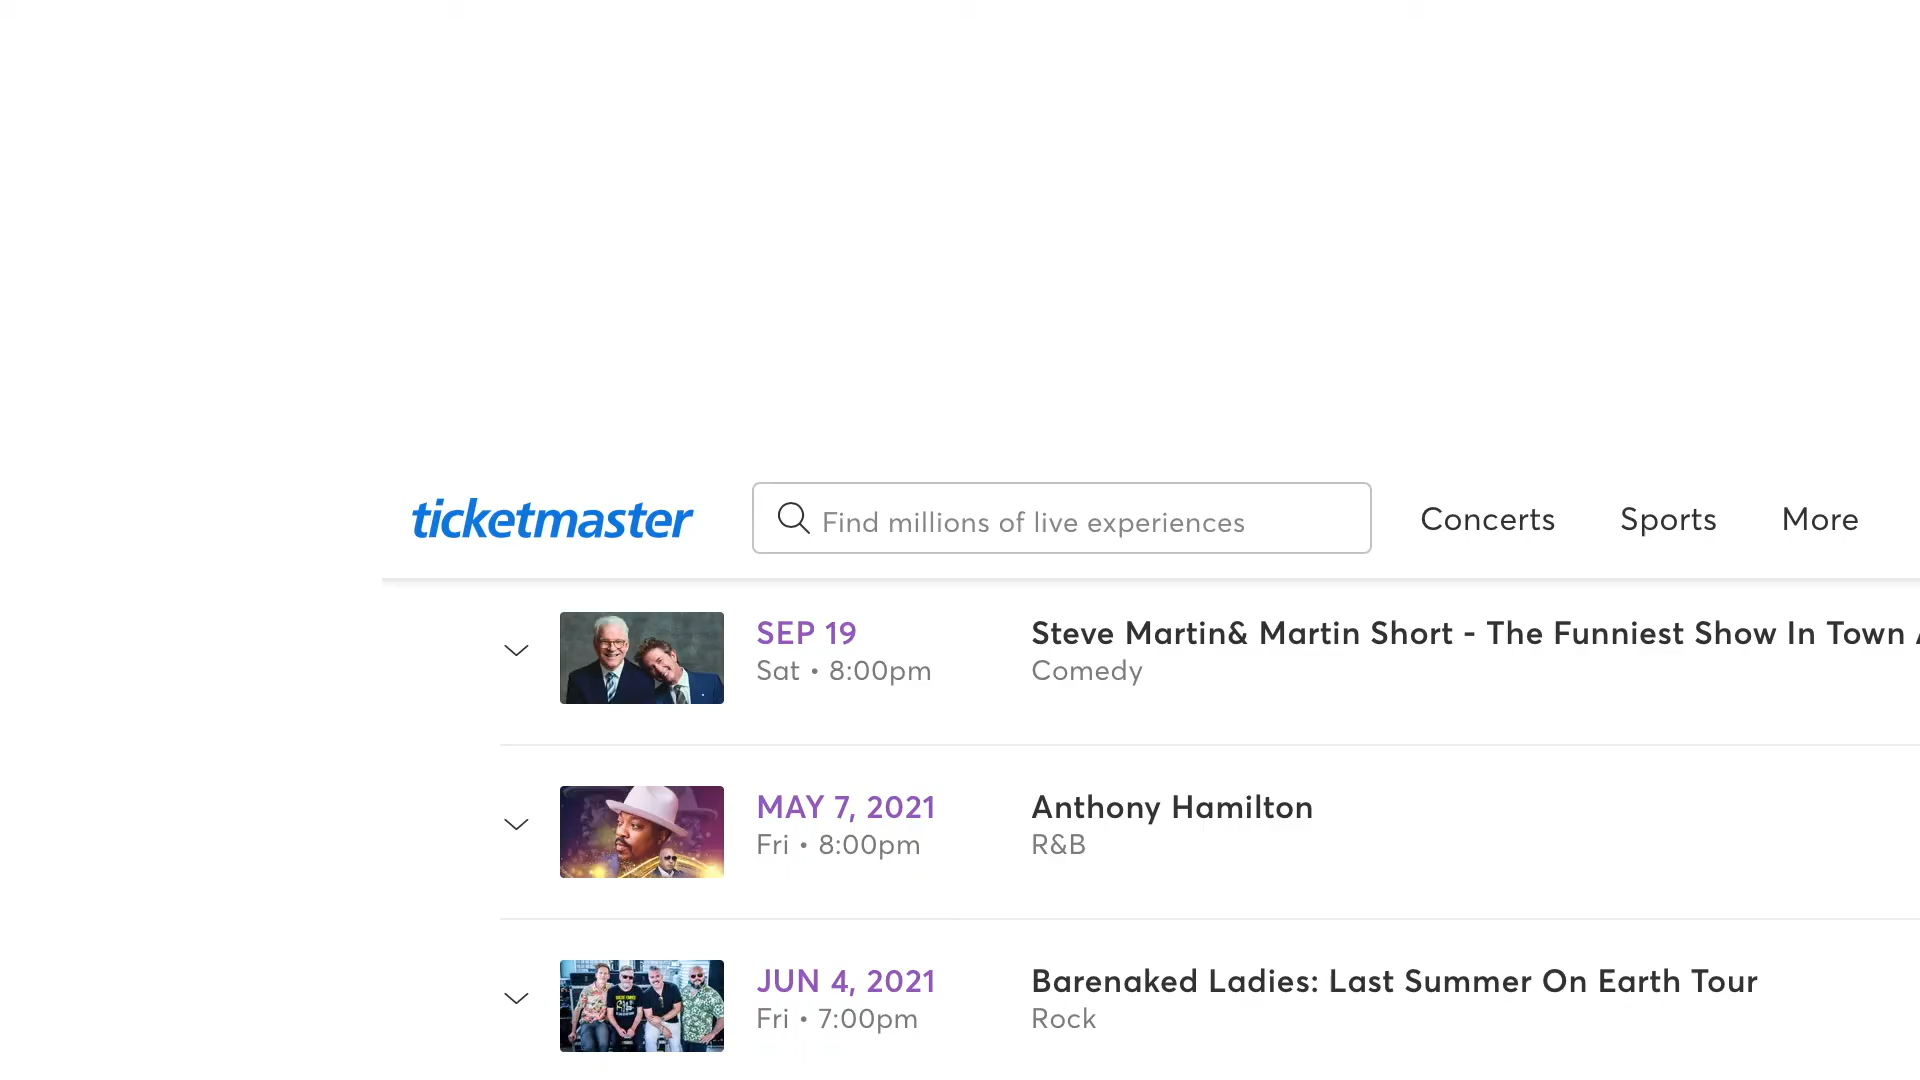 ticketmaster
Find millions of live experiences
Concerts
Sports
More
SEP 19
Sat • 8:00pm
Steve Martin& Martin Short - The Funniest Show In Town
Comedy
MAY 7, 2021
Fri • 8:00pm
Anthony Hamilton
R&B
JUN 4, 2021
Fri • 7:00pm
Barenaked Ladies: Last Summer On Earth Tour
Rock